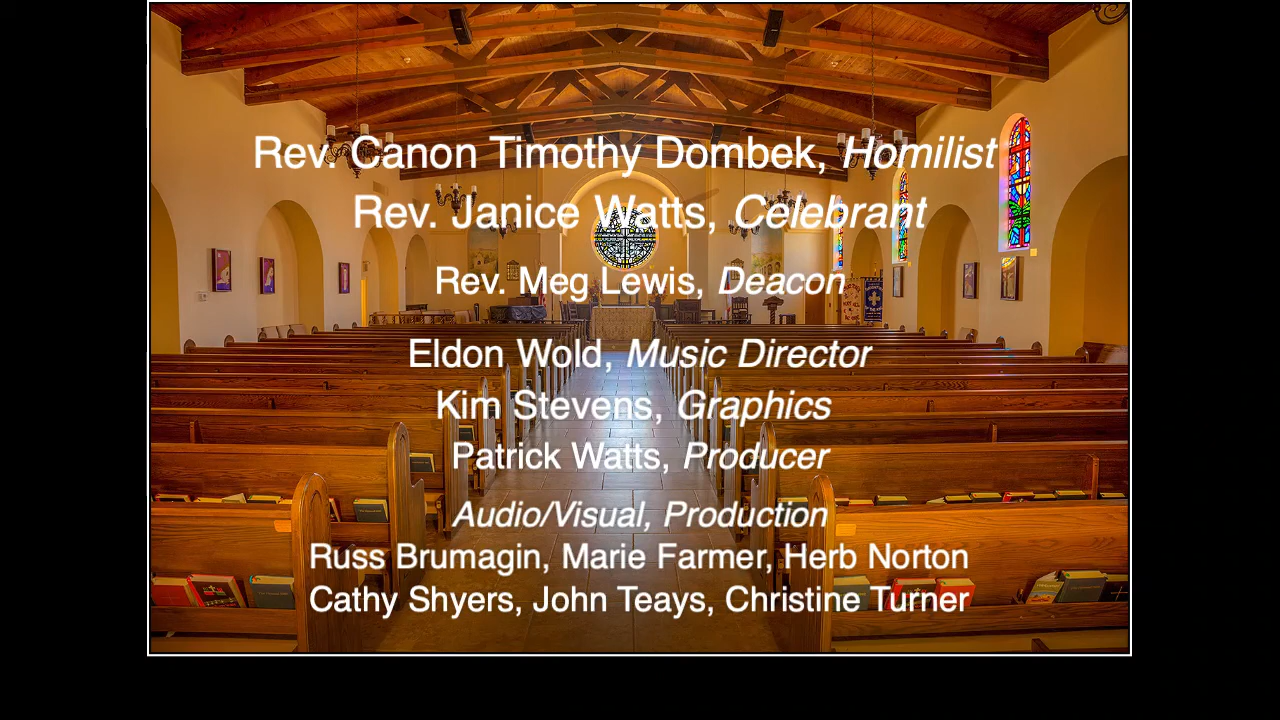 Rev. Canon Timothy Dombek, Homilist
Rev. Janice Watts, Celebrant
Rev. Meg Lewis, Deacon
Eldon Wold, Music Director
Kim Stevens, Graphics
Patrick Watts, Producer
Audio/Visual, Production
Russ Brumagin, Marie Farmer, Herb Norton
Cathy Shyers, John Teays, Christine Turner